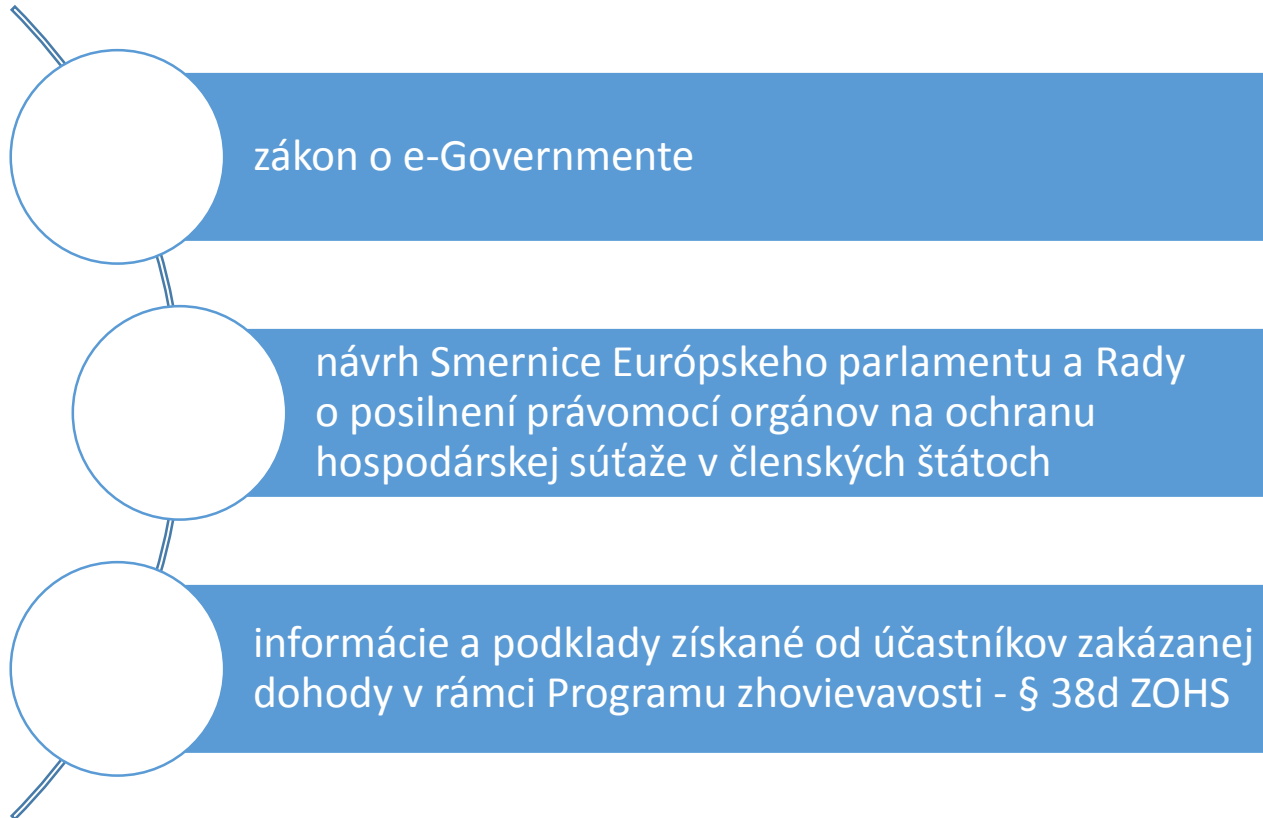 zákon o e-Governmente
návrh Smernice Európskeho parlamentu a Rady
o posilnení právomocí orgánov na ochranu
hospodárskej súťaže v členských štátoch
informácie a podklady získané od účastníkov zakázanej
dohody v rámci Programu zhovievavosti - § 38d ZOHS